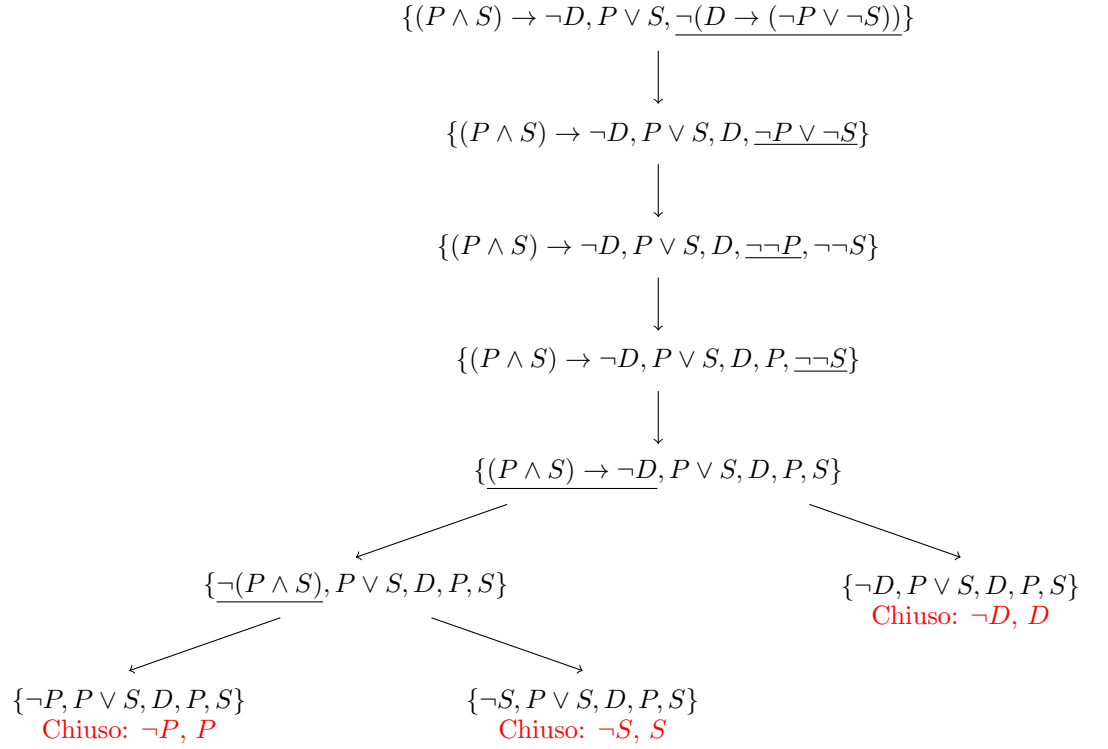 {(P ∧ S) → ¬D, P ∨ S, ¬(D → (¬P ∨ ¬S))}
{(P ∧ S) → ¬D, P ∨ S, D, ¬P ∨ ¬S}
{(P ∧ S) → ¬D, P ∨ S, D, ¬¬P, ¬¬S}
{(P ∧ S) → ¬D, P ∨ S, D, P, ¬¬S}
{(P ∧ S) → ¬D, P ∨ S, D, P, S}
{¬(P ∧ S), P ∨ S, D, P, S}
{¬D, P ∨ S, D, P, S}
Chiuso: ¬D, D
{¬P, P ∨ S, D, P, S}
Chiuso: ¬P, P
{¬S, P ∨ S, D, P, S}
Chiuso: ¬S, S